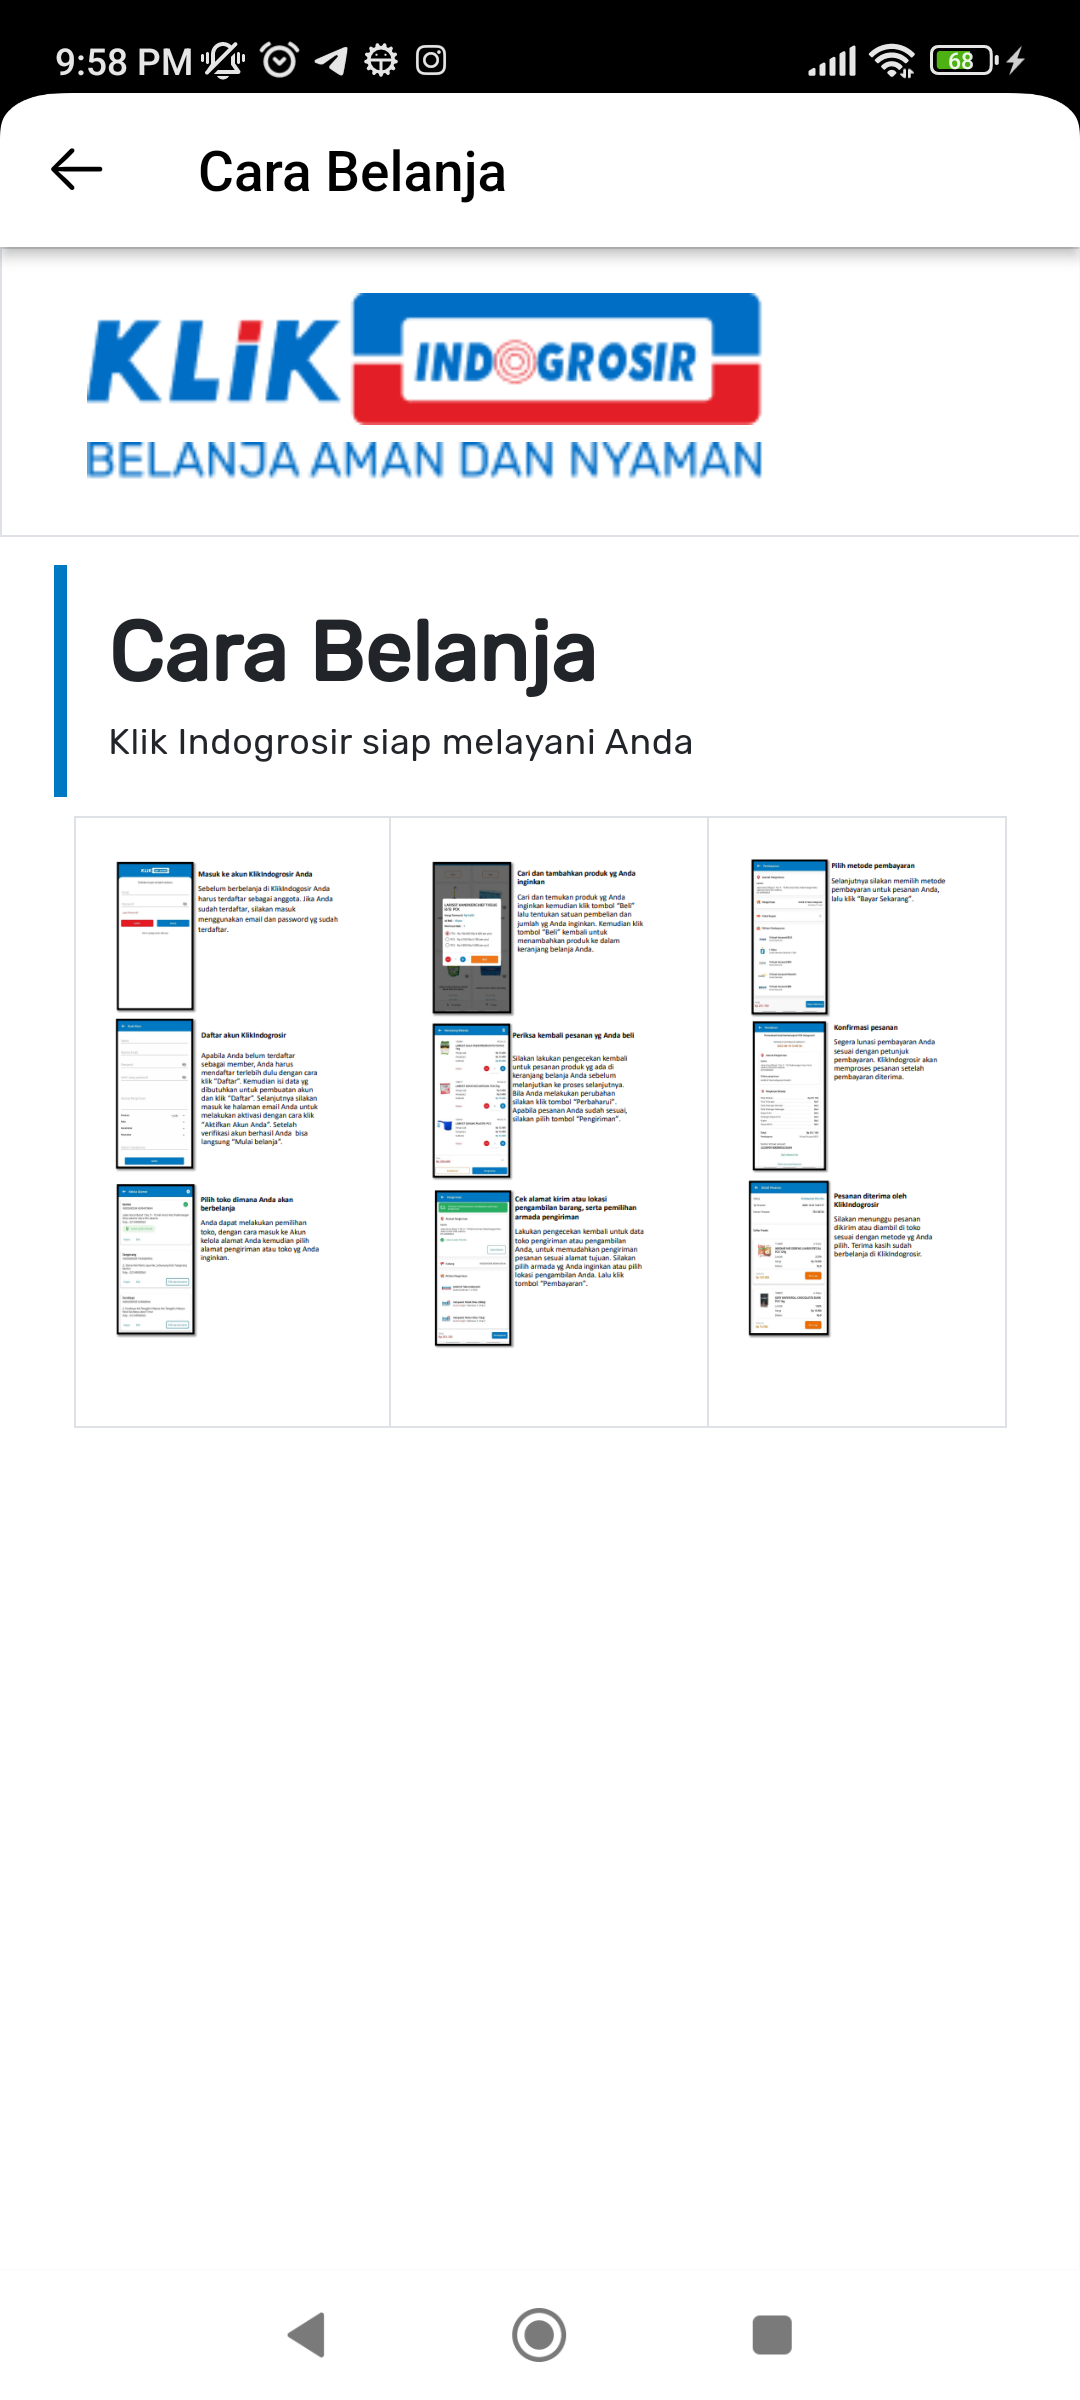 9:58 PM
68
Cara Belanja
KLiK INDOGROSIR
BELANJA AMAN DAN NYAMAN
Cara Belanja
Klik Indogrosir siap melayani Anda
Masuk ke akun KlikIndogrosir Anda
Sebelum berbelanja di KlikIndogosir Anda
harus terdaftar sebagai anggota. Jika Anda
sudah terdaftar, silakan masuk
menggunakan email dan password yg sudah
terdaftar.
Daftar akun KlikIndogrosir
Apabila Anda belum terdaftar
sebagai member, Anda harus
mendaftar terlebih dulu dengan cara
klik "Daftar". Kemudian isi data yg
dibutuhkan untuk pembuatan akun
dan klik "Daftar". Selanjutnya silakan
masuk ke halaman email Anda untuk
melakukan aktivasi dengan cara klik
"Aktifkan Akun Anda". Setelah
verifikasi akun berhasil Anda bisa
langsung "Mulai belanja".
Pilih toko dimana Anda akan
berbelanja
Anda dapat melakukan pemilihan
toko, dengan cara masuk ke Akun
kelola alamat Anda kemudian pilih
alamat pengiriman atau toko yg Anda
inginkan.
Cari dan tambahkan produk yg Anda
inginkan
Cari dan temukan produk yg Anda
inginkan kemudian klik tombol "Beli"
lalu tentukan satuan pembelian dan
jumlah yg Anda inginkan. Kemudian klik
tombol "Beli" kembali untuk
menambahkan produk ke dalam
keranjang belanja Anda.
Periksa kembali pesanan yg Anda beli
Silakan lakukan pengecekan kembali
untuk pesanan produk yg ada di
keranjang belanja Anda sebelum
melanjutkan ke proses selanjutnya.
Bila Anda melakukan perubahan
silakan klik tombol "Perbaharui".
Apabila pesanan Anda sudah sesuai,
silakan pilih tombol "Pengiriman".
Cek alamat kirim atau lokasi
pengambilan barang, serta pemilihan
armada pengiriman
Lakukan pengecekan kembali untuk data
toko pengiriman atau pengambilan
Anda, untuk memudahkan pengiriman
pesanan sesuai alamat tujuan. Silakan
pilih armada yg Anda inginkan atau pilih
lokasi pengambilan Anda. Lalu klik
tombol "Pembayaran".
Pilih metode pembayaran
Selanjutnya silakan memilih metode
pembayaran untuk pesanan Anda,
lalu klik "Bayar Sekarang".
Konfirmasi pesanan
Segera lunasi pembayaran Anda
sesuai dengan petunjuk
pembayaran. KlikIndogrosir akan
memproses pesanan setelah
pembayaran diterima.
Pesanan diterima oleh
KlikIndogrosir
Silakan menunggu pesanan
dikirim atau diambil di toko
sesuai dengan metode yg Anda
pilih. Terima kasih sudah
berbelanja di KlikIndogrosir.